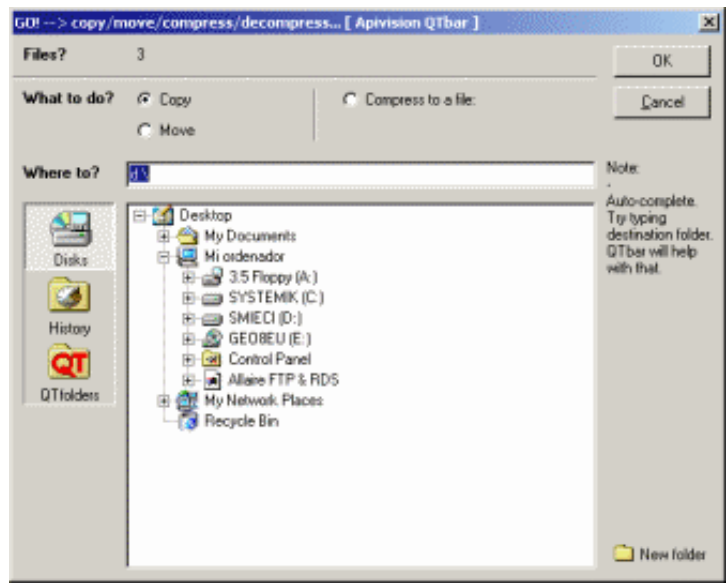 GO! --> copy/move/compress/decompress... [ Apivision QTbar ]
Files? 3
OK
What to do? Copy Compress to a file:
Cancel
Move
Where to? d:\
Note:
-
Auto-complete.
Try typing
destination folder.
QTbar will help
with that.
Disks
History
QT
QTfolders
Desktop
My Documents
Mi ordenador
3.5 Floppy (A:)
SYSTEMIK (C:)
SMIECI (D:)
GEO8EU (E:)
Control Panel
Allaire FTP & RDS
My Network Places
Recycle Bin
New folder